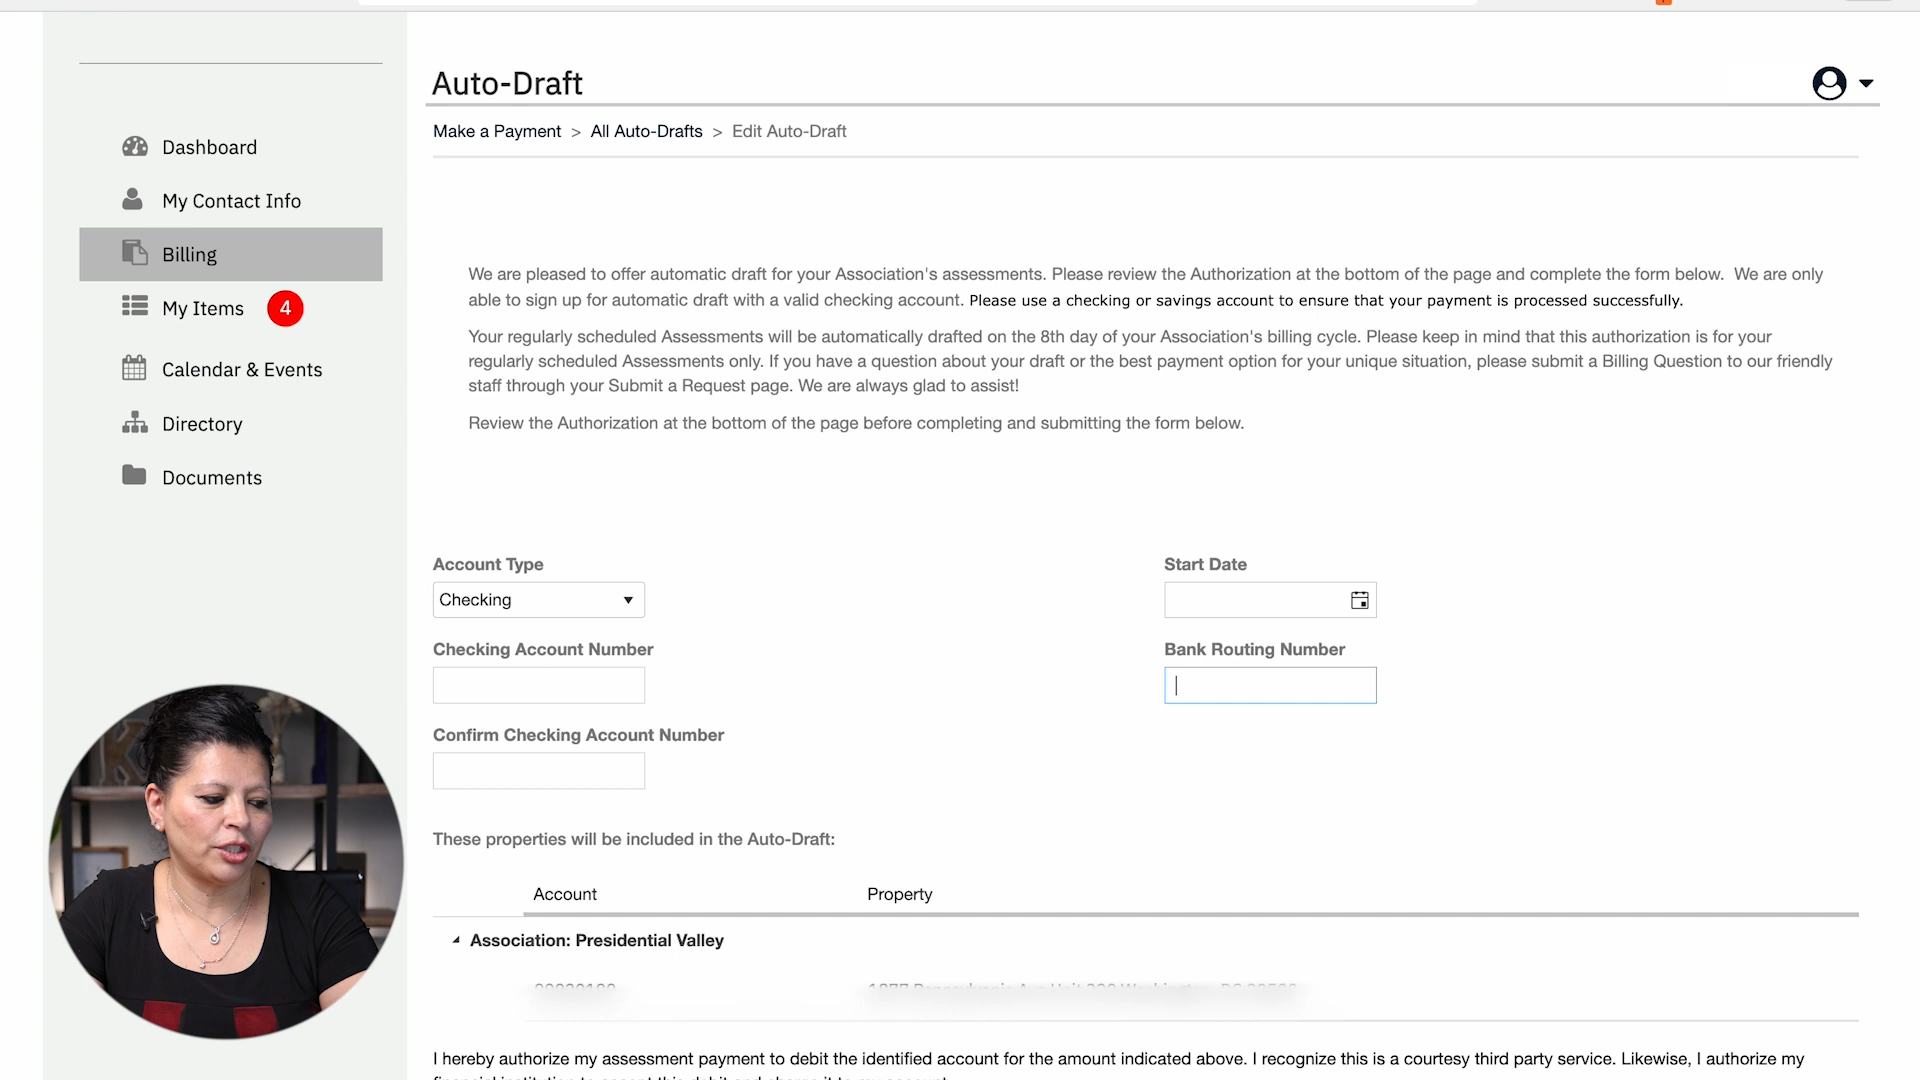 Auto-Draft
Make a Payment > All Auto-Drafts > Edit Auto-Draft
Dashboard
My Contact Info
Billing
My Items 4
Calendar & Events
Directory
Documents
We are pleased to offer automatic draft for your Association's assessments. Please review the Authorization at the bottom of the page and complete the form below. We are only
able to sign up for automatic draft with a valid checking account. Please use a checking or savings account to ensure that your payment is processed successfully.
Your regularly scheduled Assessments will be automatically drafted on the 8th day of your Association's billing cycle. Please keep in mind that this authorization is for your
regularly scheduled Assessments only. If you have a question about your draft or the best payment option for your unique situation, please submit a Billing Question to our friendly
staff through your Submit a Request page. We are always glad to assist!
Review the Authorization at the bottom of the page before completing and submitting the form below.
Account Type
Start Date
Checking
Checking Account Number
Bank Routing Number
Confirm Checking Account Number
These properties will be included in the Auto-Draft:
Account Property
Association: Presidential Valley
I hereby authorize my assessment payment to debit the identified account for the amount indicated above. I recognize this is a courtesy third party service. Likewise, I authorize my